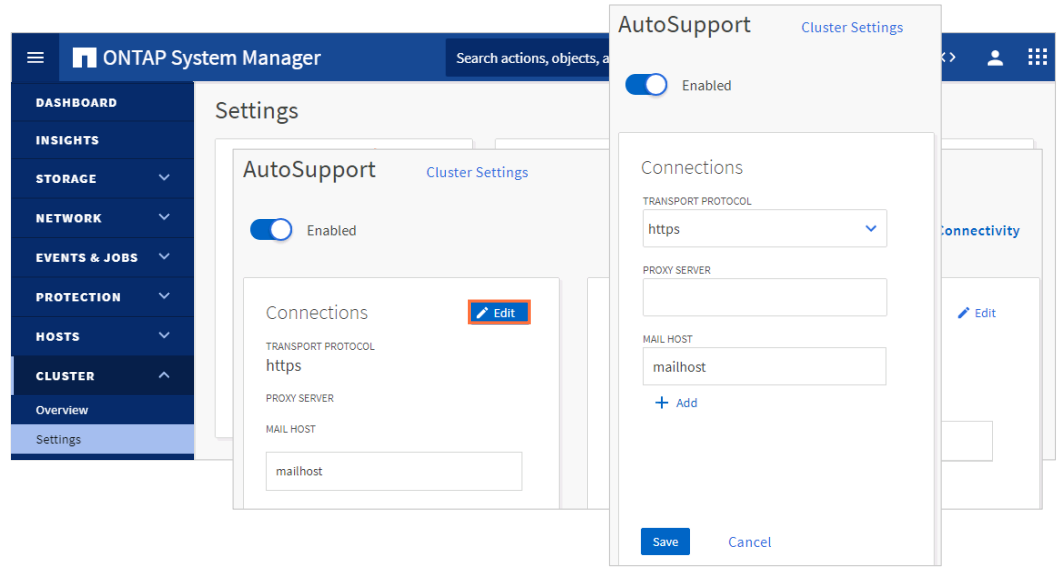 ONTAP System Manager
Search actions, objects, a
DASHBOARD
INSIGHTS
STORAGE
NETWORK
EVENTS & JOBS
PROTECTION
HOSTS
CLUSTER
Overview
Settings
Settings
AutoSupport
Cluster Settings
Enabled
Connections
Edit
TRANSPORT PROTOCOL
https
PROXY SERVER
MAIL HOST
mailhost
AutoSupport
Cluster Settings
Enabled
Connections
TRANSPORT PROTOCOL
https
PROXY SERVER
MAIL HOST
mailhost
+ Add
Save
Cancel
Connectivity
Edit